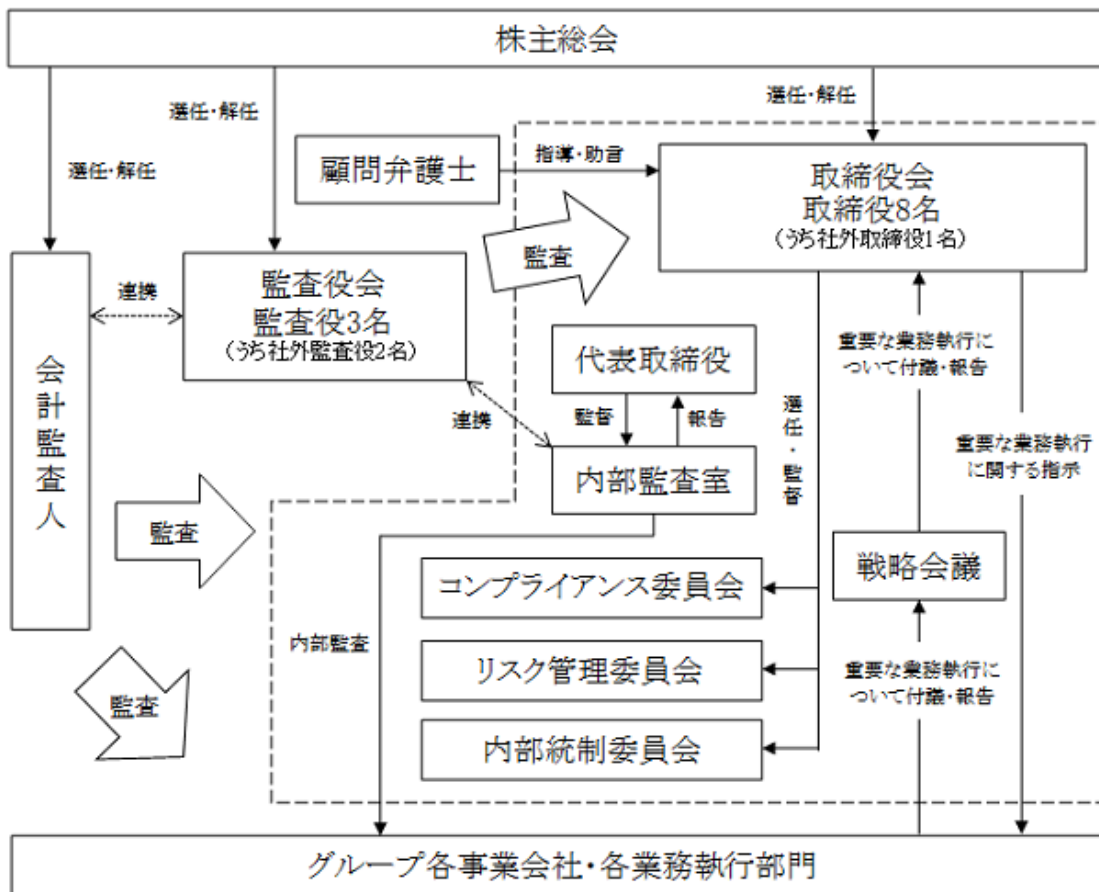 株主総会
選任・解任
選任・解任
選任・解任
顧問弁護士
指導・助言
取締役会
取締役8名
(うち社外取締役1名)
監査
会計監査人
連携
監査役会
監査役3名
(うち社外監査役2名)
連携
代表取締役
監督
報告
内部監査室
選任・監督
重要な業務執行に
ついて付議・報告
重要な業務執行
に関する指示
監査
戦略会議
コンプライアンス委員会
内部監査
リスク管理委員会
重要な業務執行に
ついて付議・報告
監査
内部統制委員会
グループ各事業会社・各業務執行部門